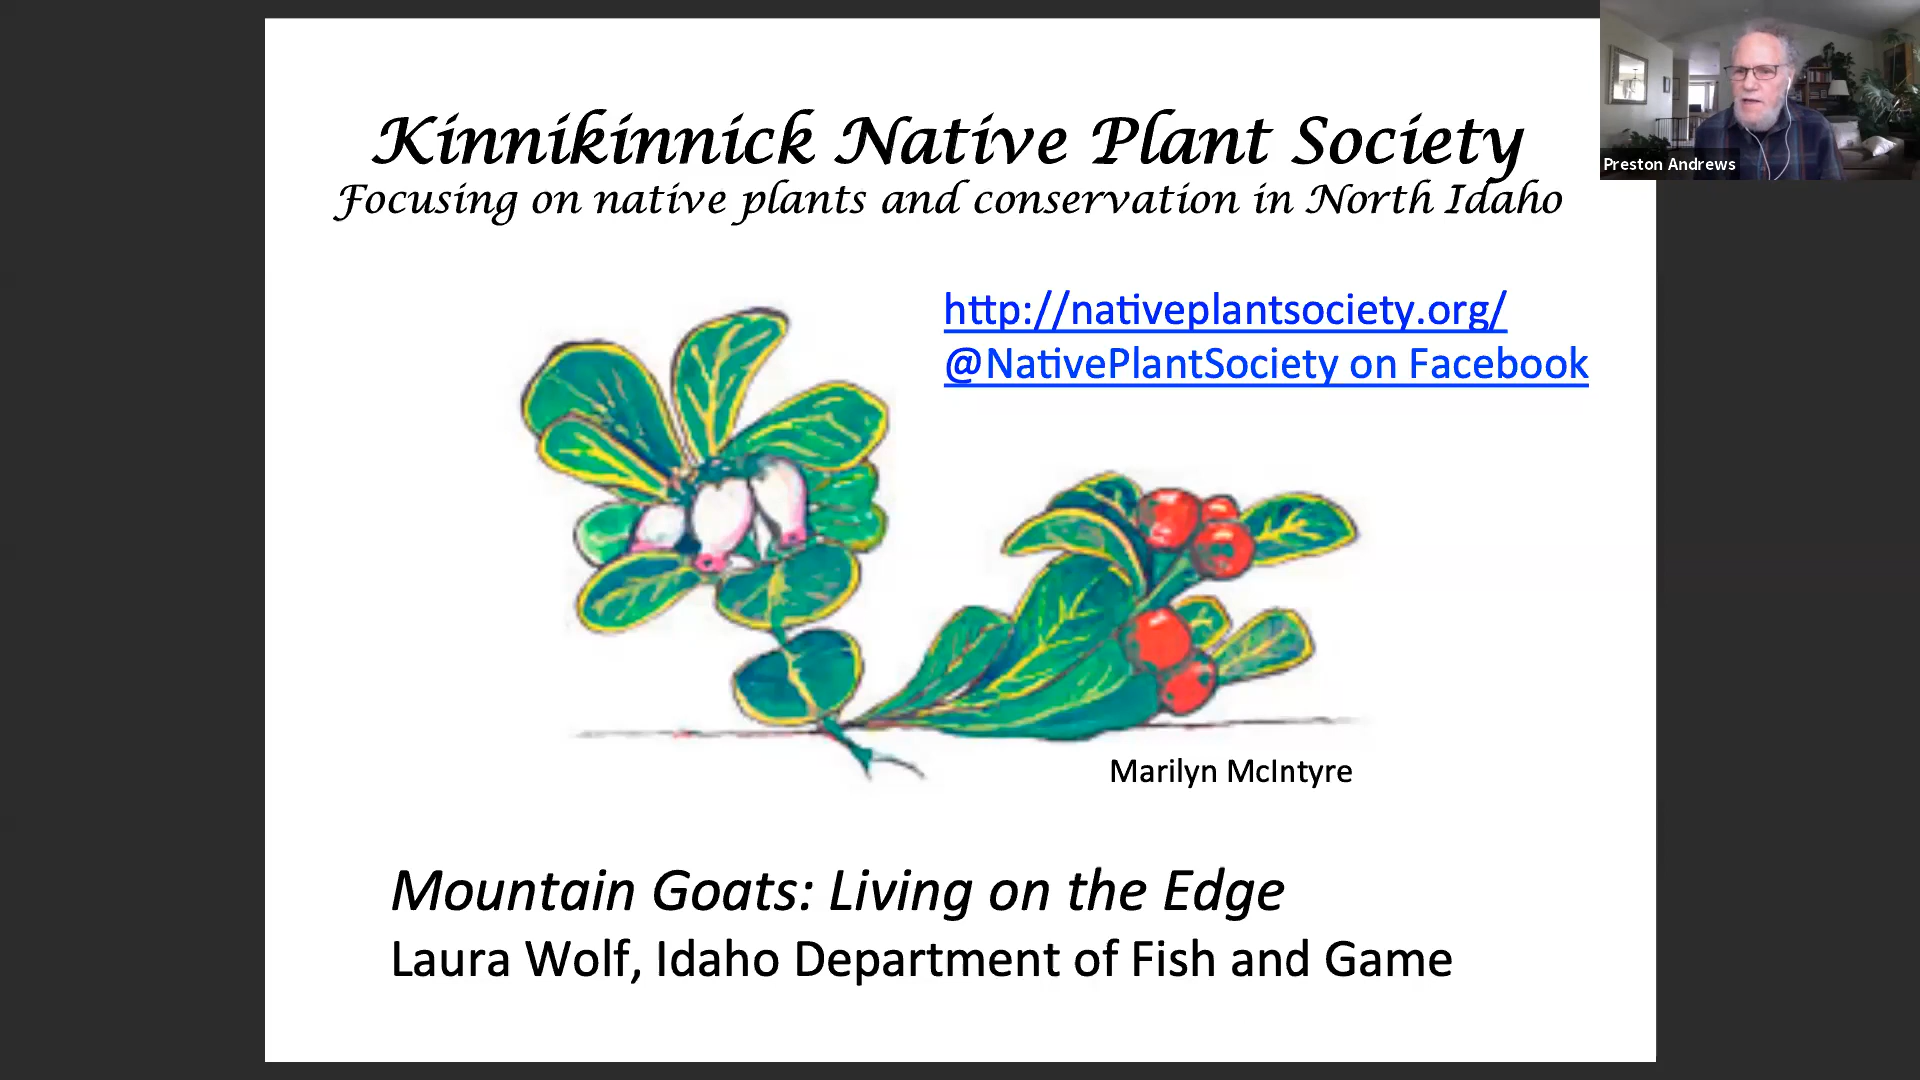 Kinnikinnick Native Plant Society
Focusing on native plants and conservation in North Idaho
Preston Andrews
http://nativeplantsociety.org/
@NativePlantSociety on Facebook
Marilyn McIntyre
Mountain Goats: Living on the Edge
Laura Wolf, Idaho Department of Fish and Game